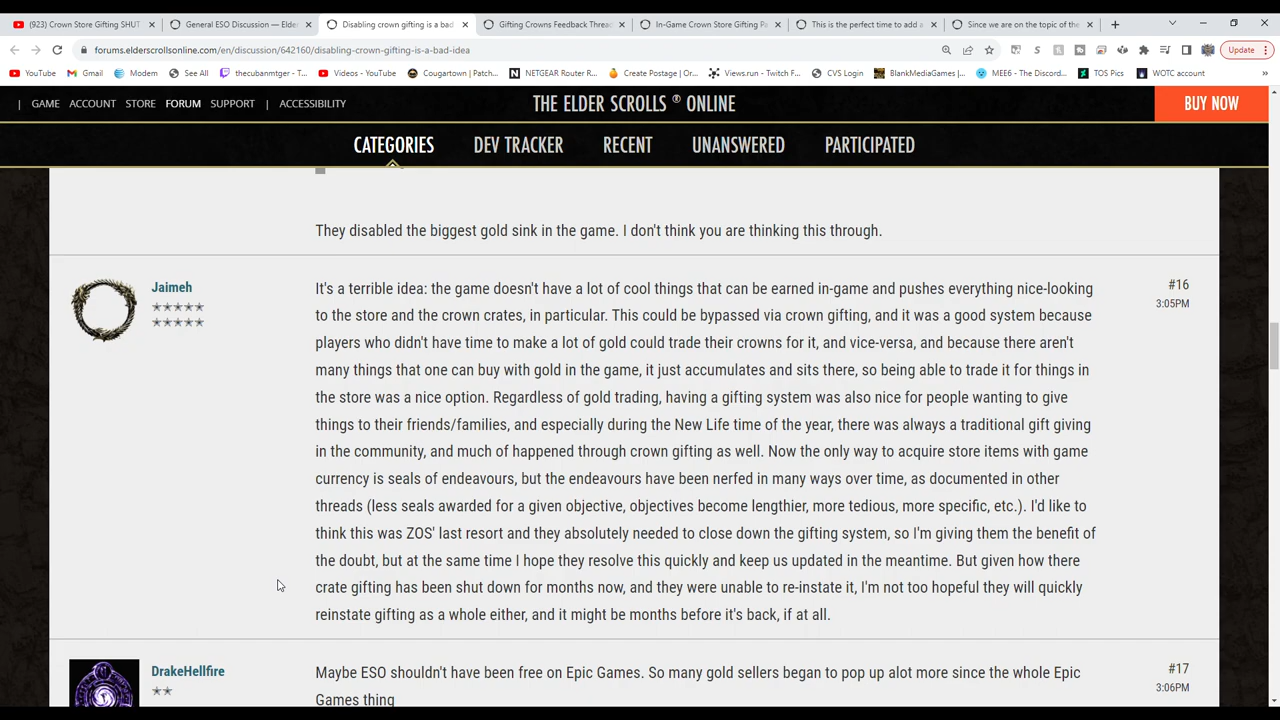 (923) Crown Store Gifting SHUT
General ESO Discussion — Elder
Disabling crown gifting is a bad
Gifting Crowns Feedback Thread
In-Game Crown Store Gifting Pe
This is the perfect time to add a
Since we are on the topic of the
forums.elderscrollsonline.com/en/discussion/642160/disabling-crown-gifting-is-a-bad-idea
Update
YouTube
Gmail
Modem
See All
thecubanmtger - T...
Videos - YouTube
Cougartown | Patch...
NETGEAR Router R...
Create Postage | Or...
Views.run - Twitch F...
CVS Login
BlankMediaGames |...
MEE6 - The Discord...
TOS Pics
WOTC account
| GAME ACCOUNT STORE FORUM SUPPORT | ACCESSIBILITY
THE ELDER SCROLLS ® ONLINE
BUY NOW
CATEGORIES DEV TRACKER RECENT UNANSWERED PARTICIPATED
They disabled the biggest gold sink in the game. I don't think you are thinking this through.
Jaimeh
#16
3:05PM
It's a terrible idea: the game doesn't have a lot of cool things that can be earned in-game and pushes everything nice-looking
to the store and the crown crates, in particular. This could be bypassed via crown gifting, and it was a good system because
players who didn't have time to make a lot of gold could trade their crowns for it, and vice-versa, and because there aren't
many things that one can buy with gold in the game, it just accumulates and sits there, so being able to trade it for things in
the store was a nice option. Regardless of gold trading, having a gifting system was also nice for people wanting to give
things to their friends/families, and especially during the New Life time of the year, there was always a traditional gift giving
in the community, and much of happened through crown gifting as well. Now the only way to acquire store items with game
currency is seals of endeavours, but the endeavours have been nerfed in many ways over time, as documented in other
threads (less seals awarded for a given objective, objectives become lengthier, more tedious, more specific, etc.). I'd like to
think this was ZOS' last resort and they absolutely needed to close down the gifting system, so I'm giving them the benefit of
the doubt, but at the same time I hope they resolve this quickly and keep us updated in the meantime. But given how there
crate gifting has been shut down for months now, and they were unable to re-instate it, I'm not too hopeful they will quickly
reinstate gifting as a whole either, and it might be months before it's back, if at all.
DrakeHellfire
#17
3:06PM
Maybe ESO shouldn't have been free on Epic Games. So many gold sellers began to pop up alot more since the whole Epic
Games thing